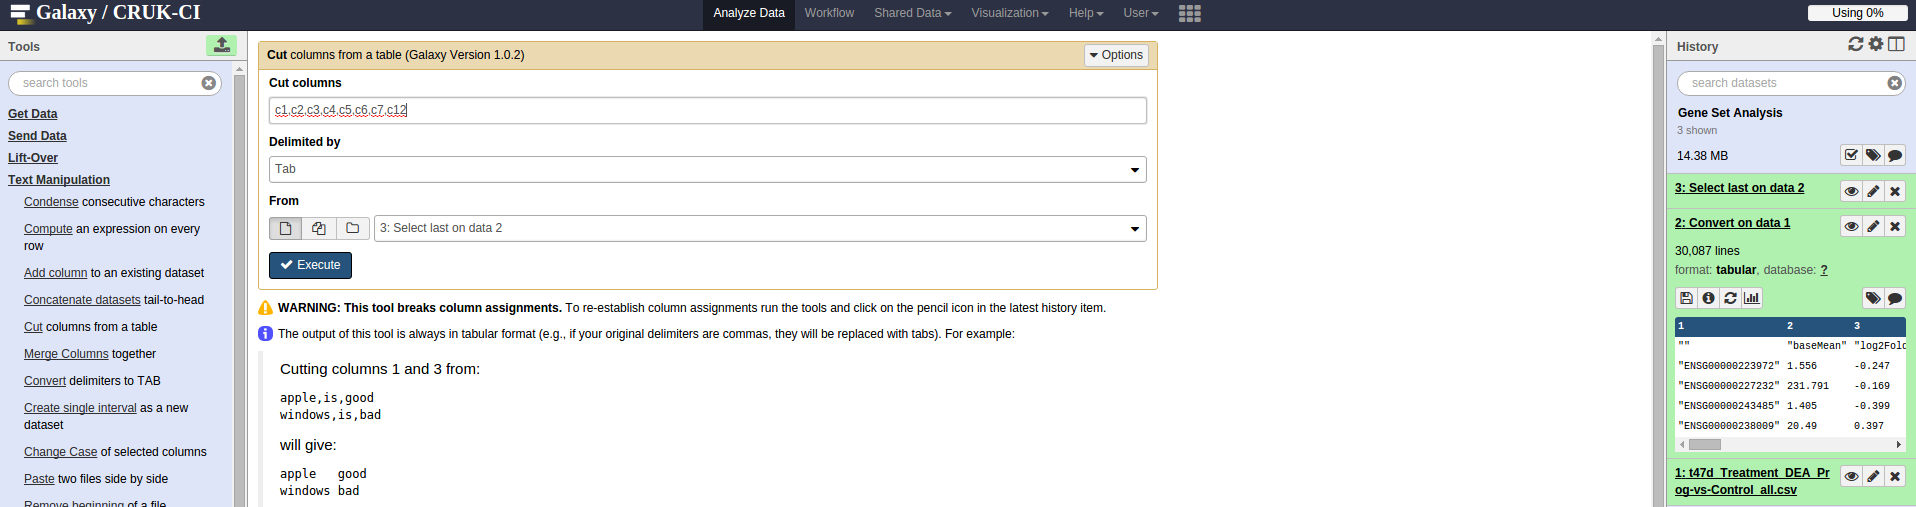 Galaxy / CRUK-CI
Analyze Data
Workflow
Shared Data
Visualization
Help
User
Using 0%
Tools
search tools
Get Data
Send Data
Lift-Over
Text Manipulation
Condense consecutive characters
Compute an expression on every
row
Add column to an existing dataset
Concatenate datasets tail-to-head
Cut columns from a table
Merge Columns together
Convert delimiters to TAB
Create single interval as a new
dataset
Change Case of selected columns
Paste two files side by side
Remove beginning of a file
Cut columns from a table (Galaxy Version 1.0.2)
Options
Cut columns
c1,c2,c3,c4,c5,c6,c7,c12
Delimited by
Tab
From
3: Select last on data 2
Execute
WARNING: This tool breaks column assignments. To re-establish column assignments run the tools and click on the pencil icon in the latest history item.
The output of this tool is always in tabular format (e.g., if your original delimiters are commas, they will be replaced with tabs). For example:
Cutting columns 1 and 3 from:
apple,is,good
windows,is,bad
will give:
apple good
windows bad
History
search datasets
Gene Set Analysis
3 shown
14.38 MB
3: Select last on data 2
2: Convert on data 1
30,087 lines
format: tabular, database: ?
1 2 3
"" "baseMean" "log2Fold
"ENSG00000223972" 1.556 -0.247
"ENSG00000227232" 231.791 -0.169
"ENSG00000243485" 1.405 -0.399
"ENSG00000238009" 20.49 0.397
1: t47d_Treatment_DEA_Pr
og-vs-Control_all.csv